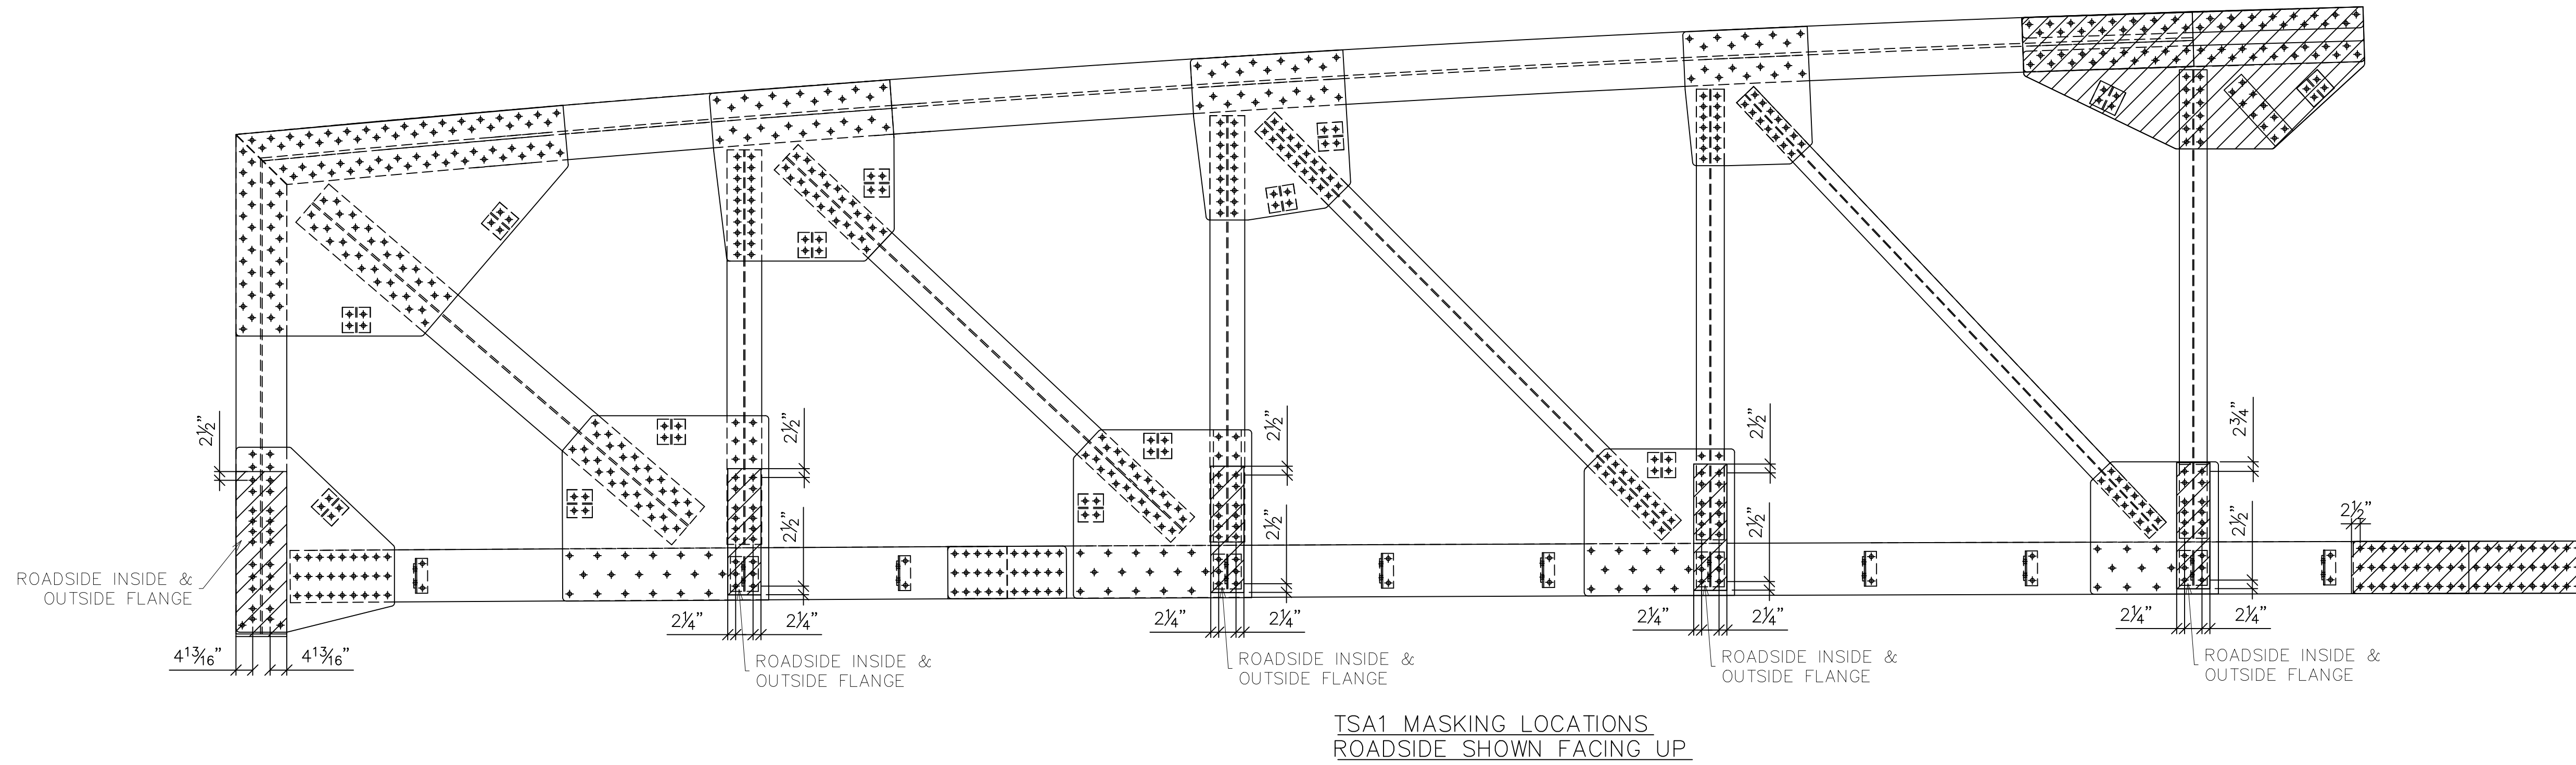 2½”
2½”
2½”
2½”
2¾”
2½”
2½”
2½”
2½”
2½”
2½”
ROADSIDE INSIDE &
OUTSIDE FLANGE
4¹³⁄₁₆” 4¹³⁄₁₆”
2¼” 2¼”
2¼” 2¼”
2¼” 2¼”
2¼” 2¼”
ROADSIDE INSIDE &
OUTSIDE FLANGE
ROADSIDE INSIDE &
OUTSIDE FLANGE
ROADSIDE INSIDE &
OUTSIDE FLANGE
ROADSIDE INSIDE &
OUTSIDE FLANGE
TSA1 MASKING LOCATIONS
ROADSIDE SHOWN FACING UP